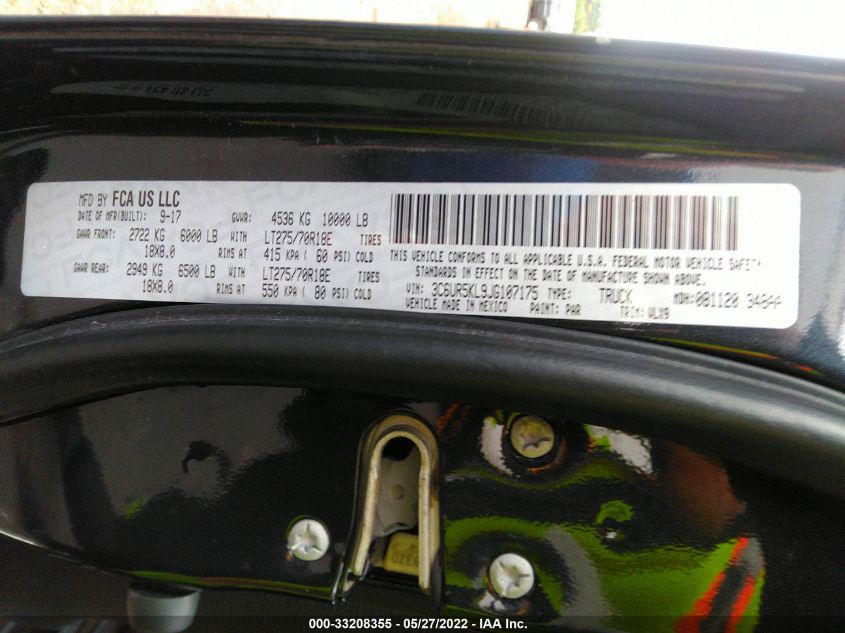 MFD BY FCA US LLC
DATE OF MFR(BUILT): 9-17 GVWR: 4536 KG 10000 LB
GAWR FRONT: 2722 KG 6000 LB WITH LT275/70R18E TIRES
18X8.0 RIMS AT 415 KPA ( 60 PSI) COLD
GAWR REAR: 2949 KG 6500 LB WITH LT275/70R18E TIRES
18X8.0 RIMS AT 550 KPA ( 80 PSI) COLD
THIS VEHICLE CONFORMS TO ALL APPLICABLE U.S.A. FEDERAL MOTOR VEHICLE SAFETY
STANDARDS IN EFFECT ON THE DATE OF MANUFACTURE SHOWN ABOVE.
VIN: 3C6UR5KL9JG107175 TYPE: TRUCK MDH: 081120 348AA
VEHICLE MADE IN MEXICO PAINT: PAR TRIM: VLX9
000-33208355 - 05/27/2022 - IAA Inc.